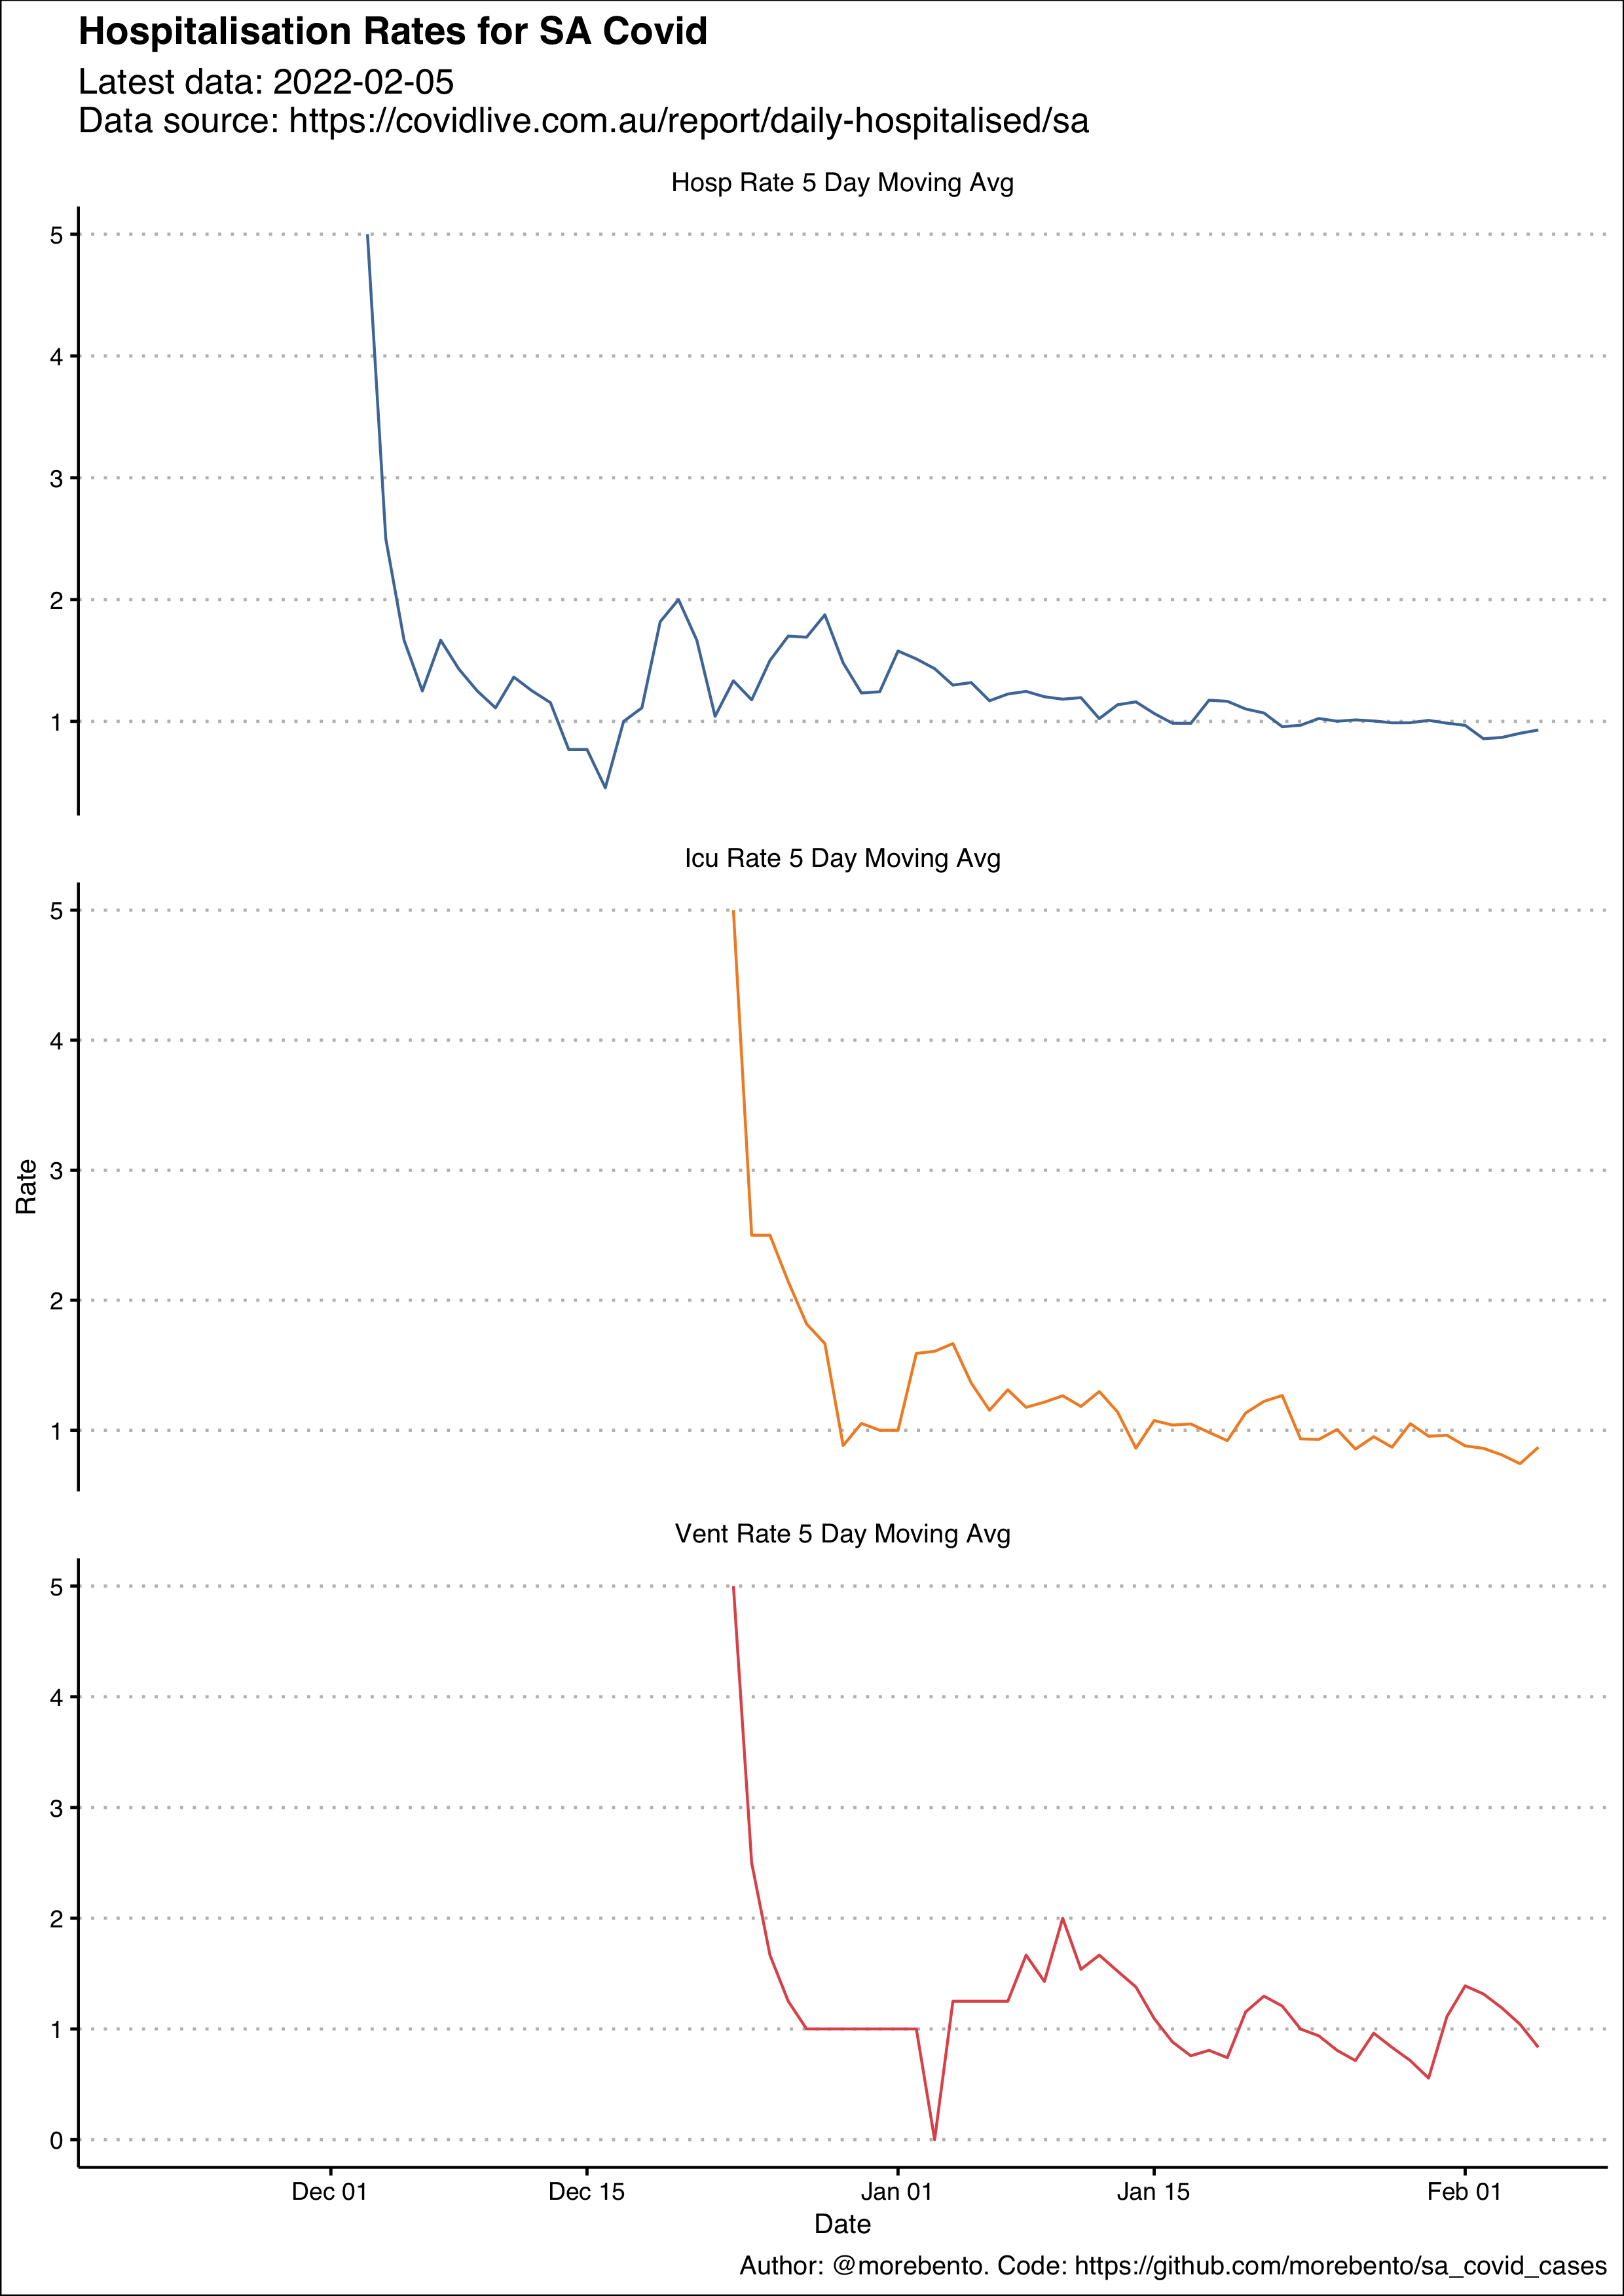 Hospitalisation Rates for SA Covid
Latest data: 2022-02-05
Data source: https://covidlive.com.au/report/daily-hospitalised/sa
Hosp Rate 5 Day Moving Avg
5
4
3
2
1
Icu Rate 5 Day Moving Avg
5
4
3
2
1
Rate
Vent Rate 5 Day Moving Avg
5
4
3
2
1
0
Dec 01 Dec 15 Jan 01 Jan 15 Feb 01
Date
Author: @morebento. Code: https://github.com/morebento/sa_covid_cases